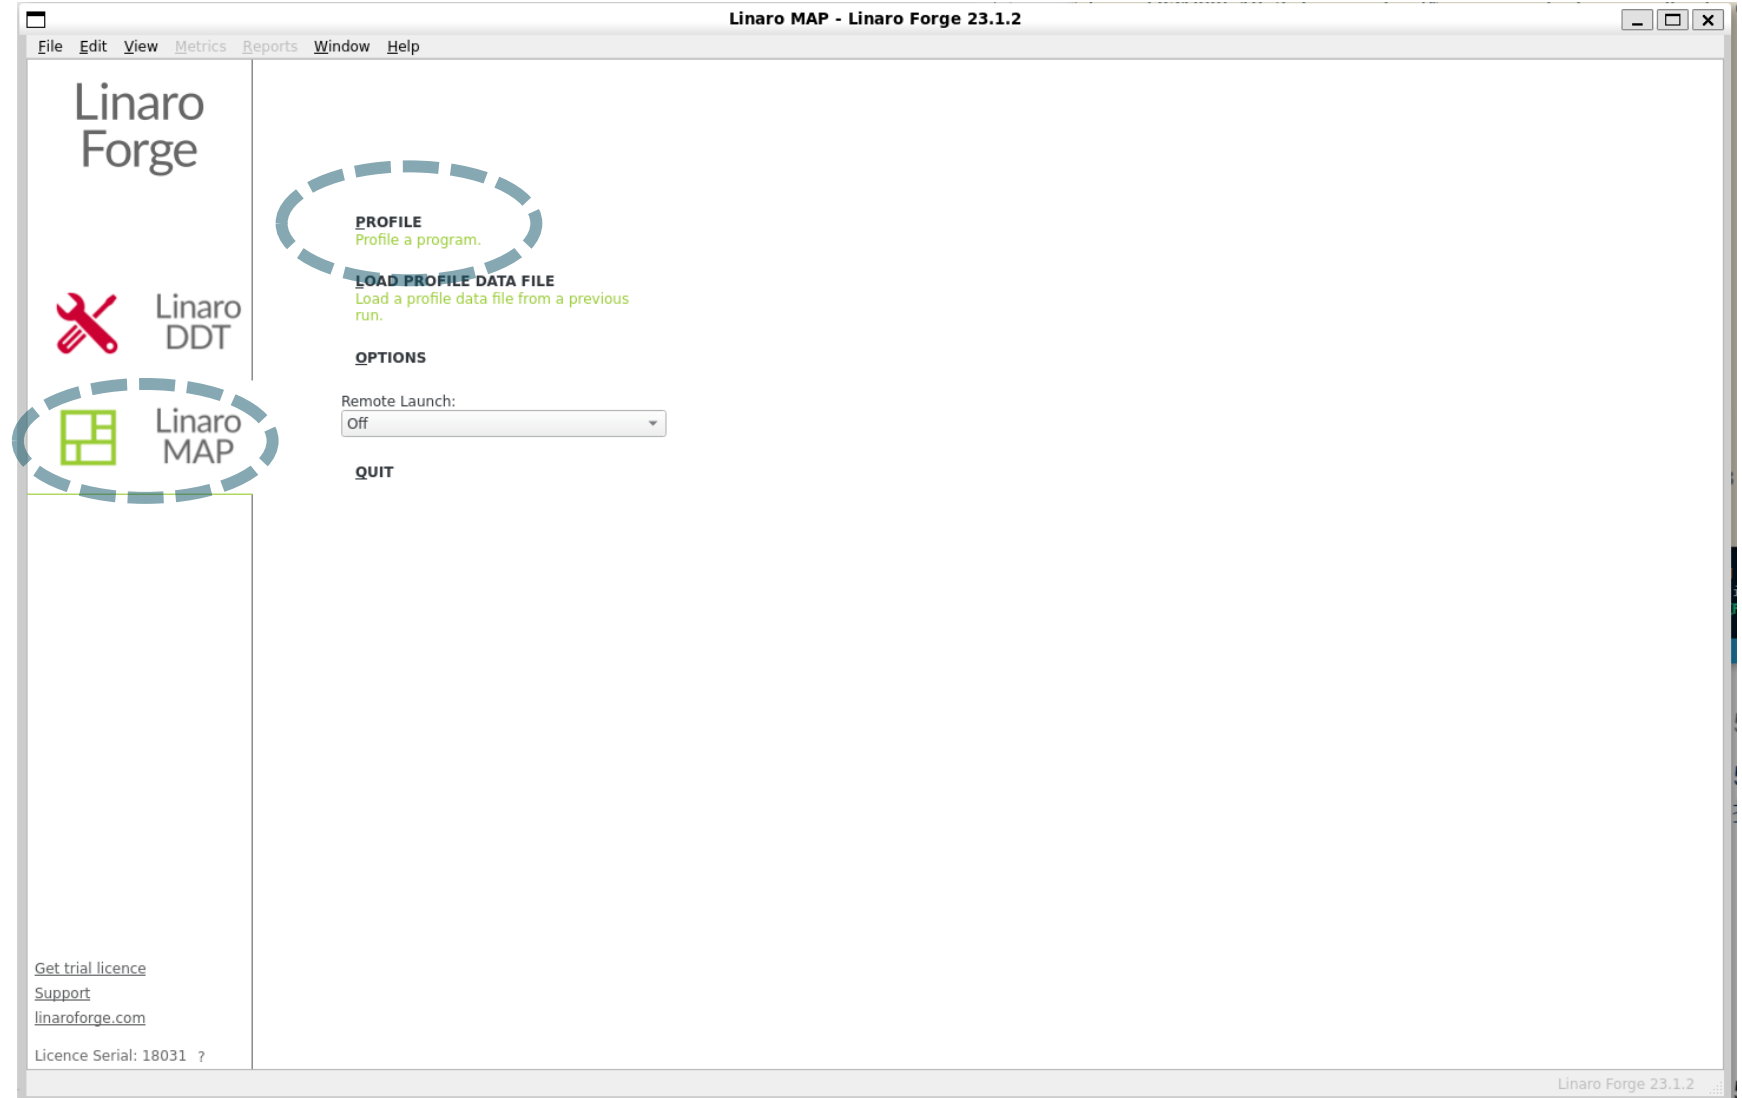 Linaro MAP - Linaro Forge 23.1.2
File Edit View Metrics Reports Window Help
Linaro
Forge
PROFILE
Profile a program.
LOAD PROFILE DATA FILE
Load a profile data file from a previous
run.
Linaro
DDT
OPTIONS
Remote Launch:
Off
Linaro
MAP
QUIT
Get trial licence
Support
linaroforge.com
Licence Serial: 18031 ?
Linaro Forge 23.1.2